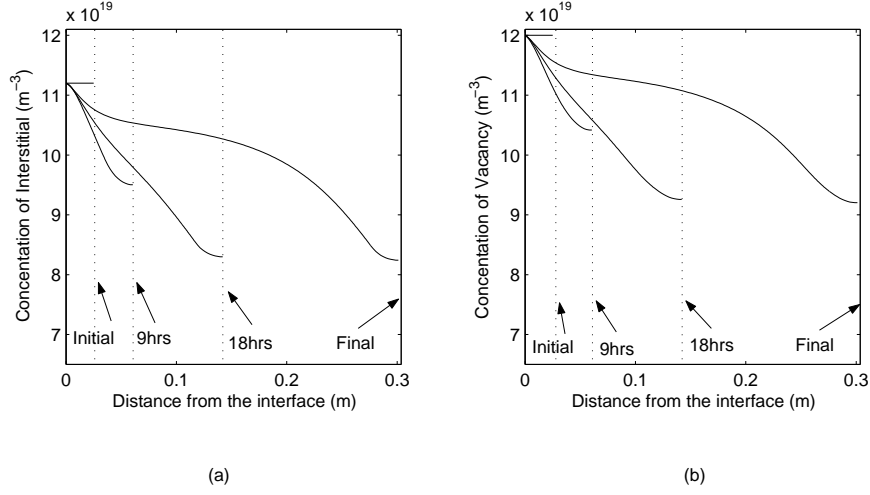 x 10^19
12
11
10
9
8
7
0
0.1
0.2
0.3
Concentation of Interstitial (m^−3)
Distance from the interface (m)
Initial
9hrs
18hrs
Final
(a)
x 10^19
12
11
10
9
8
7
0
0.1
0.2
0.3
Concentation of Vacancy (m^−3)
Distance from the interface (m)
Initial
9hrs
18hrs
Final
(b)